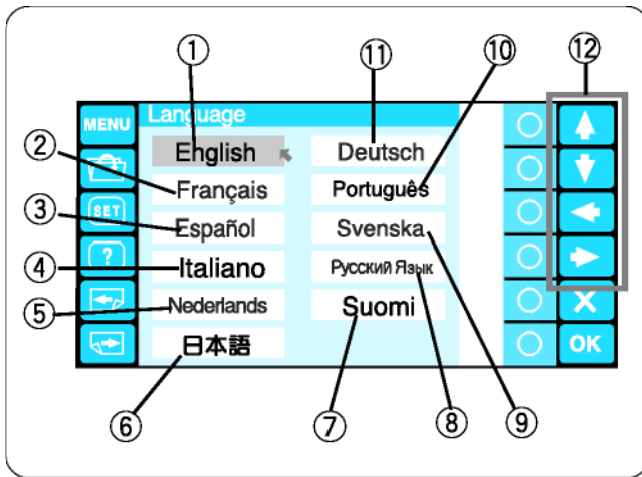 ① ⑪ ⑩ ⑫
MENU Language
English Deutsch
② Français Português
SET
③ Español Svenska
?
④ Italiano Русский Язык
⑤ Nederlands Suomi X
日本語 OK
⑥ ⑦ ⑧ ⑨